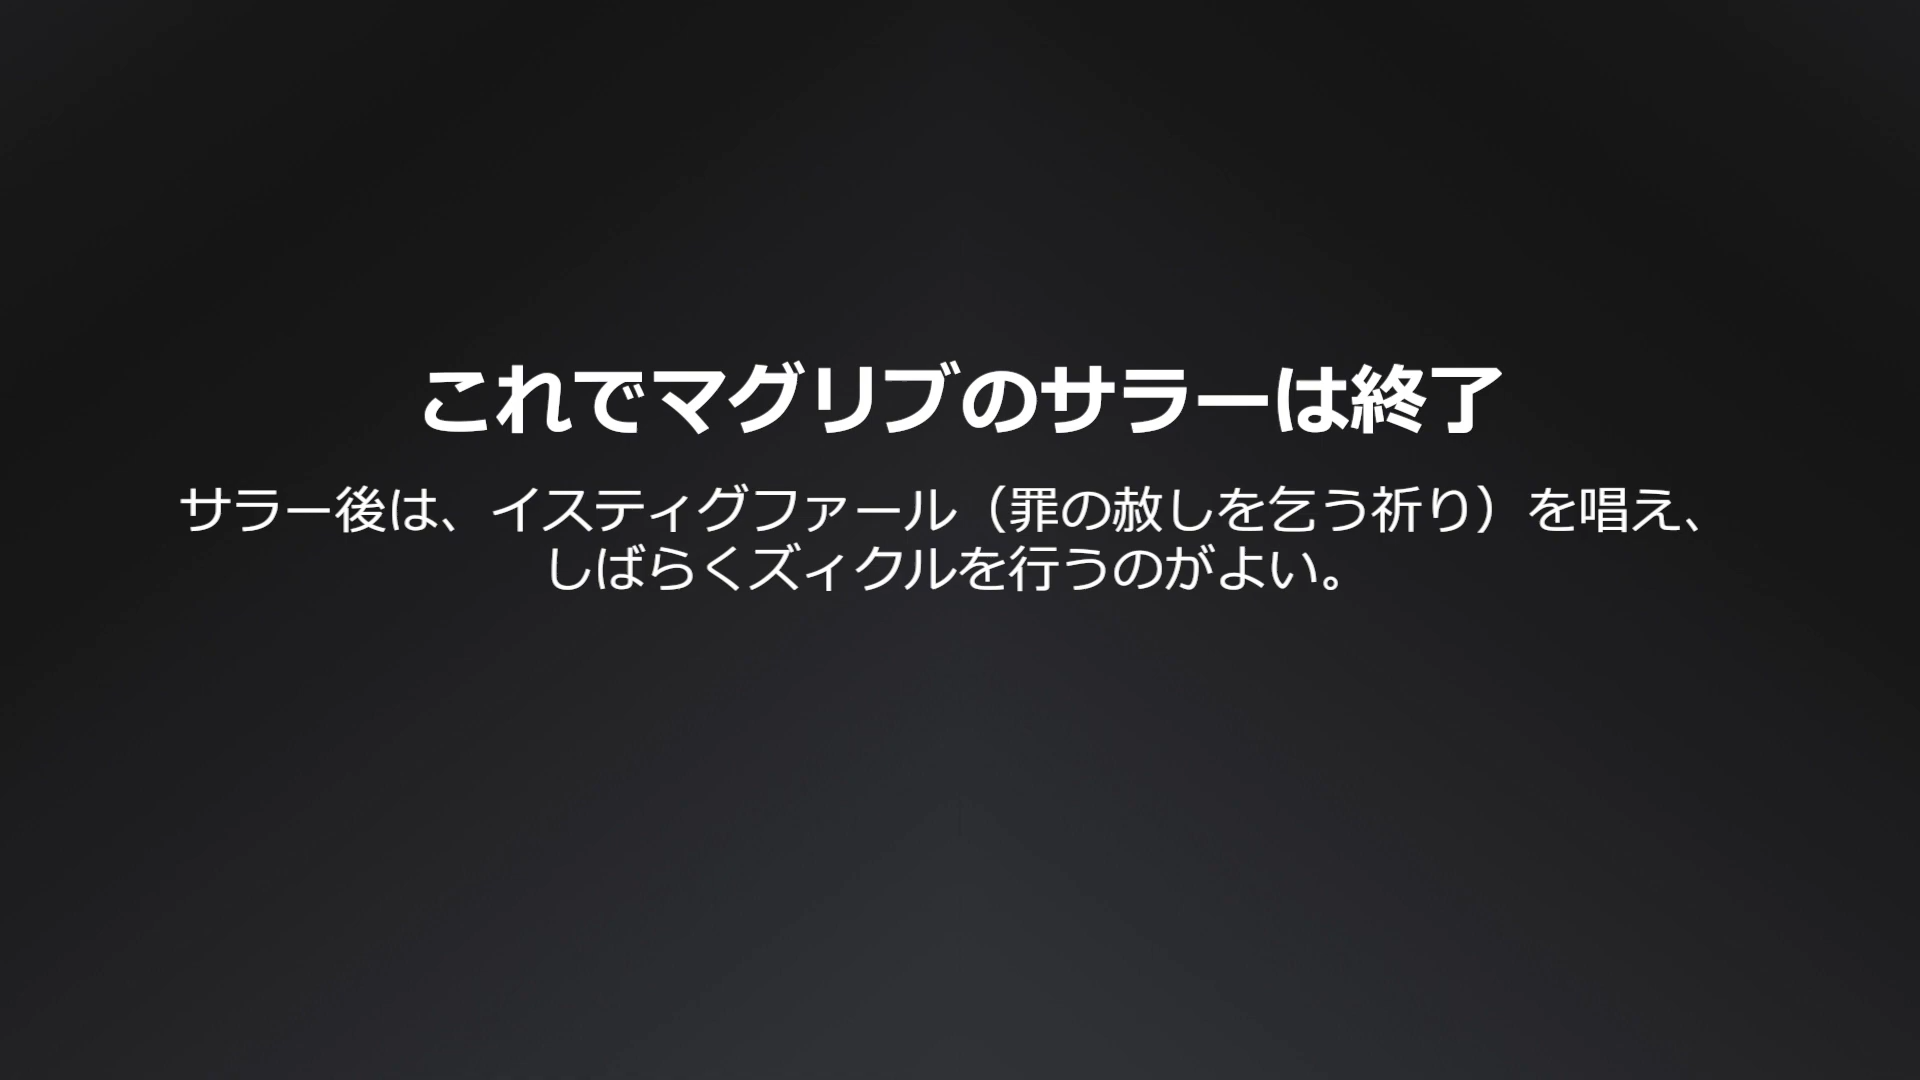 これでマグリブのサラーは終了
サラー後は、イスティグファール（罪の赦しを乞う祈り）を唱え、
しばらくズィクルを行うのがよい。